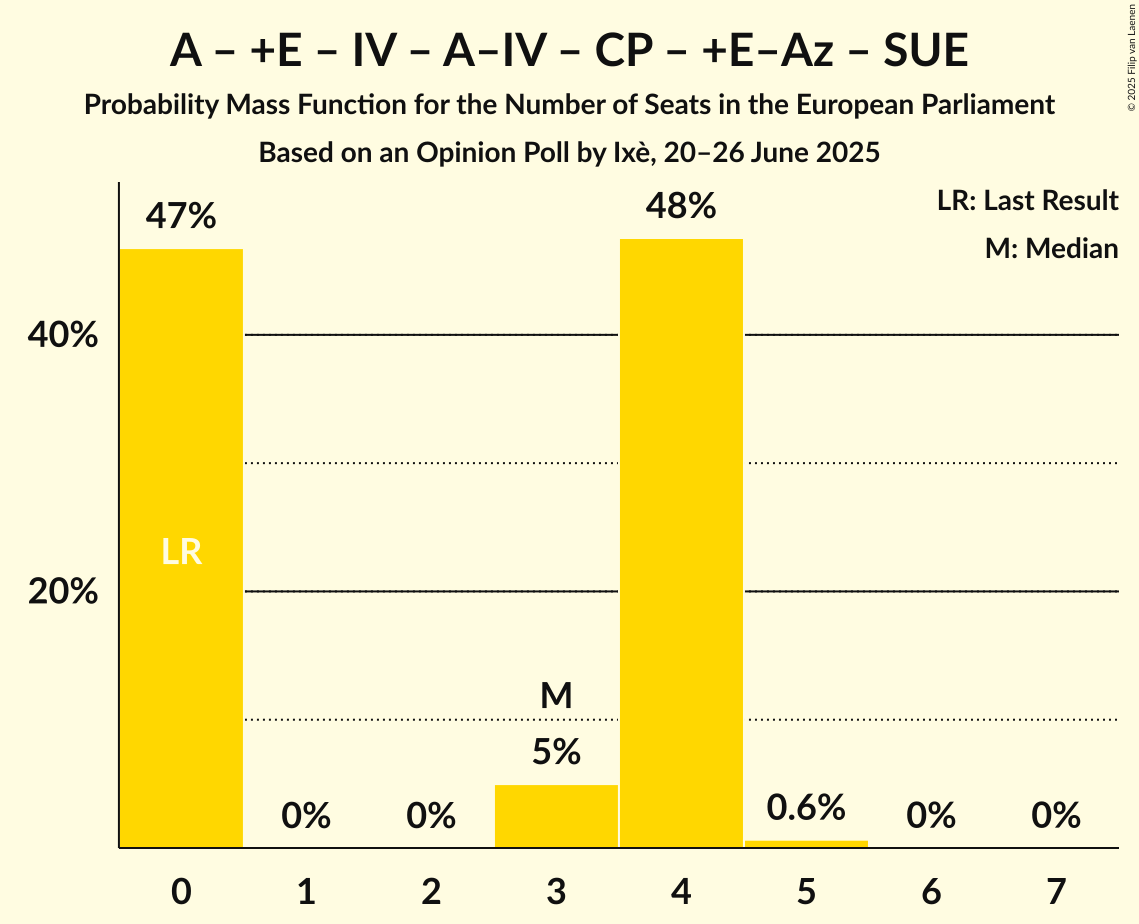 A – +E – IV – A–IV – CP – +E–Az – SUE
Probability Mass Function for the Number of Seats in the European Parliament
Based on an Opinion Poll by Ixè, 20–26 June 2025
© 2025 Filip van Laenen
LR: Last Result
M: Median
47%
48%
40%
LR
20%
M
5%
0%
0%
0.6%
0%
0%
0 1 2 3 4 5 6 7